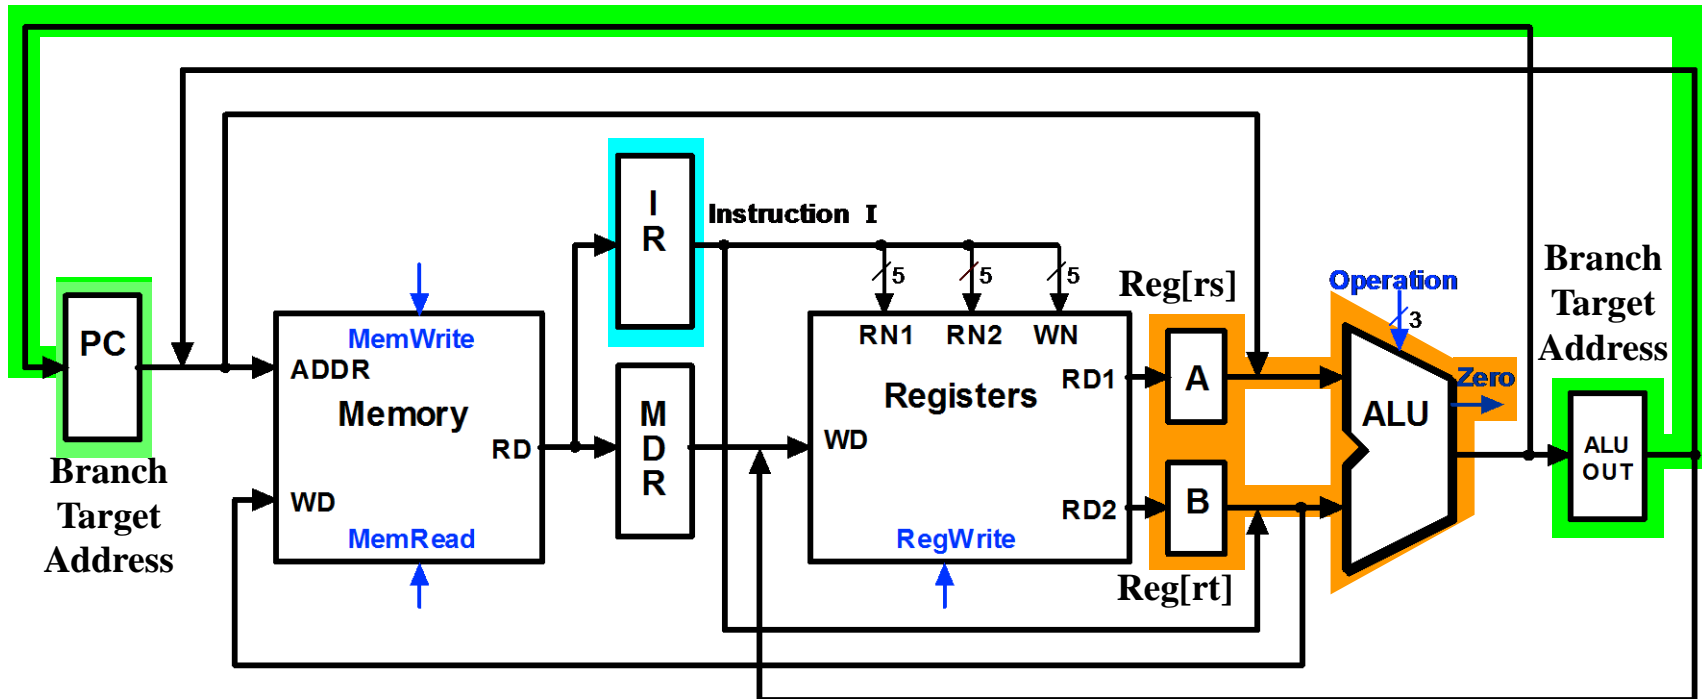 I
R
Instruction I
5
5
5
Reg[rs]
Operation
3
Branch
Target
Address
PC
MemWrite
ADDR
Memory
RD
WD
MemRead
M
D
R
RN1
RN2
WN
RD1
Registers
WD
RD2
RegWrite
A
B
Zero
ALU
ALU
OUT
Branch
Target
Address
Reg[rt]